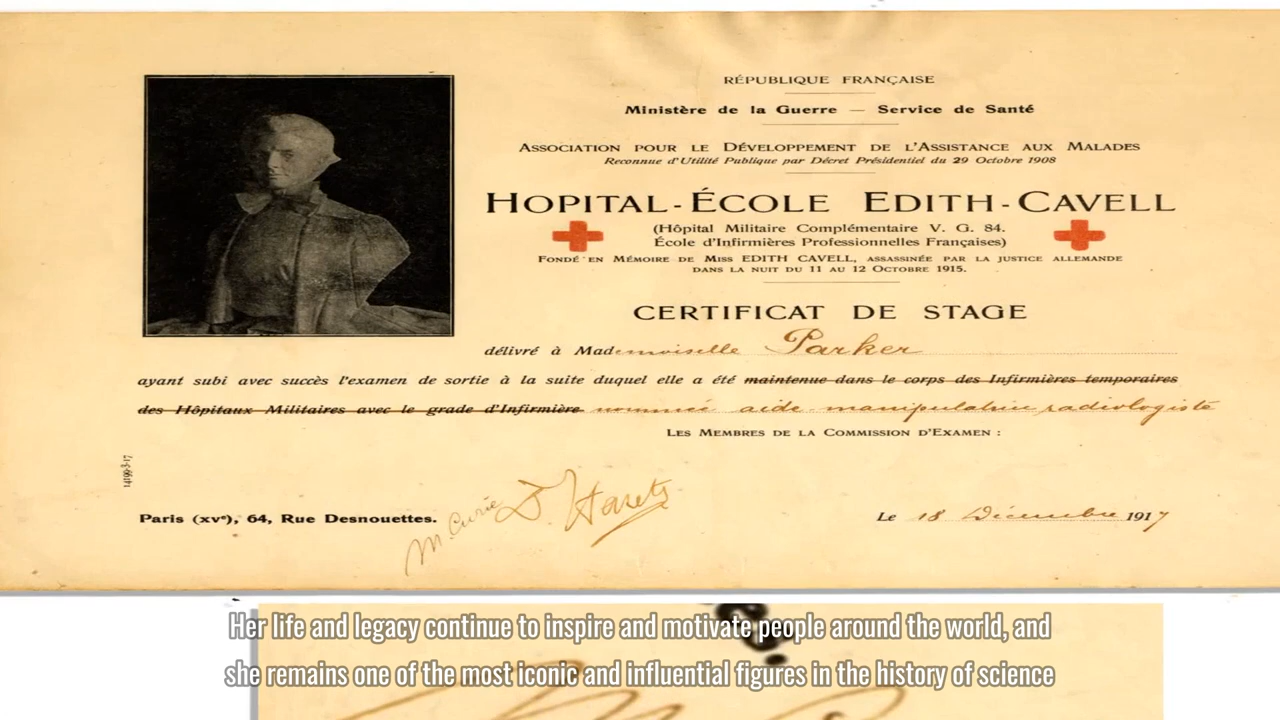 RÉPUBLIQUE FRANÇAISE
Ministère de la Guerre — Service de Santé
ASSOCIATION POUR LE DÉVELOPPEMENT DE L'ASSISTANCE AUX MALADES
Reconnue d'Utilité Publique par Décret Présidentiel du 29 Octobre 1908
HOPITAL-ÉCOLE EDITH-CAVELL
(Hôpital Militaire Complémentaire V. G. 84.
École d'Infirmières Professionnelles Françaises)
FONDÉ EN MÉMOIRE DE MISS EDITH CAVELL, ASSASSINÉE PAR LA JUSTICE ALLEMANDE
DANS LA NUIT DU 11 AU 12 OCTOBRE 1915.
CERTIFICAT DE STAGE
délivré à Mademoiselle Parker
ayant subi avec succès l'examen de sortie à la suite duquel elle a été maintenue dans le corps des Infirmières temporaires
des Hôpitaux Militaires avec le grade d'Infirmière nommée aide manipulatrice radiologiste
LES MEMBRES DE LA COMMISSION D'EXAMEN :
14199-3-17
M. Curie
Paris (XVe), 64, Rue Desnouettes.
Le 18 Décembre 1917
Her life and legacy continue to inspire and motivate people around the world, and
she remains one of the most iconic and influential figures in the history of science